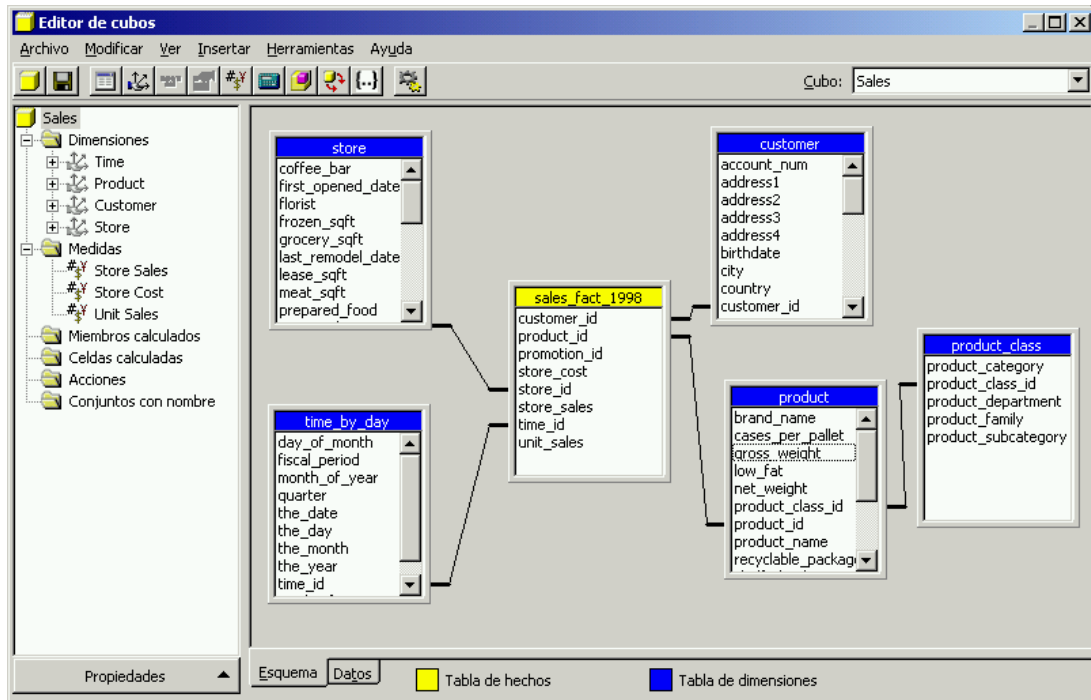 Editor de cubos
Archivo Modificar Ver Insertar Herramientas Ayuda
Cubo: Sales
Sales
Dimensiones
Time
Product
Customer
Store
Medidas
Store Sales
Store Cost
Unit Sales
Miembros calculados
Celdas calculadas
Acciones
Conjuntos con nombre
Propiedades
store
coffee_bar
first_opened_date
florist
frozen_sqft
grocery_sqft
last_remodel_date
lease_sqft
meat_sqft
prepared_food
time_by_day
day_of_month
fiscal_period
month_of_year
quarter
the_date
the_day
the_month
the_year
time_id
sales_fact_1998
customer_id
product_id
promotion_id
store_cost
store_id
store_sales
time_id
unit_sales
customer
account_num
address1
address2
address3
address4
birthdate
city
country
customer_id
product
brand_name
cases_per_pallet
gross_weight
low_fat
net_weight
product_class_id
product_id
product_name
recyclable_packag
product_class
product_category
product_class_id
product_department
product_family
product_subcategory
Esquema Datos
Tabla de hechos
Tabla de dimensiones